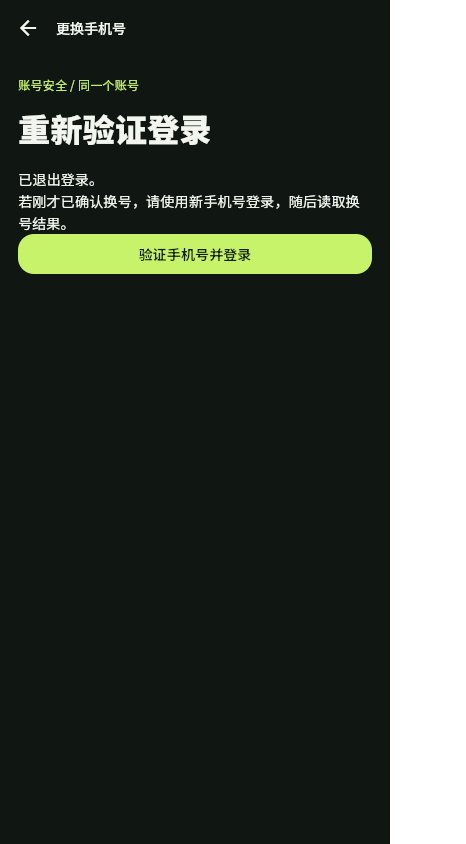 更换手机号
账号安全 / 同一个账号
重新验证登录
已退出登录。
若刚才已确认换号，请使用新手机号登录，随后读取换
号结果。
验证手机号并登录